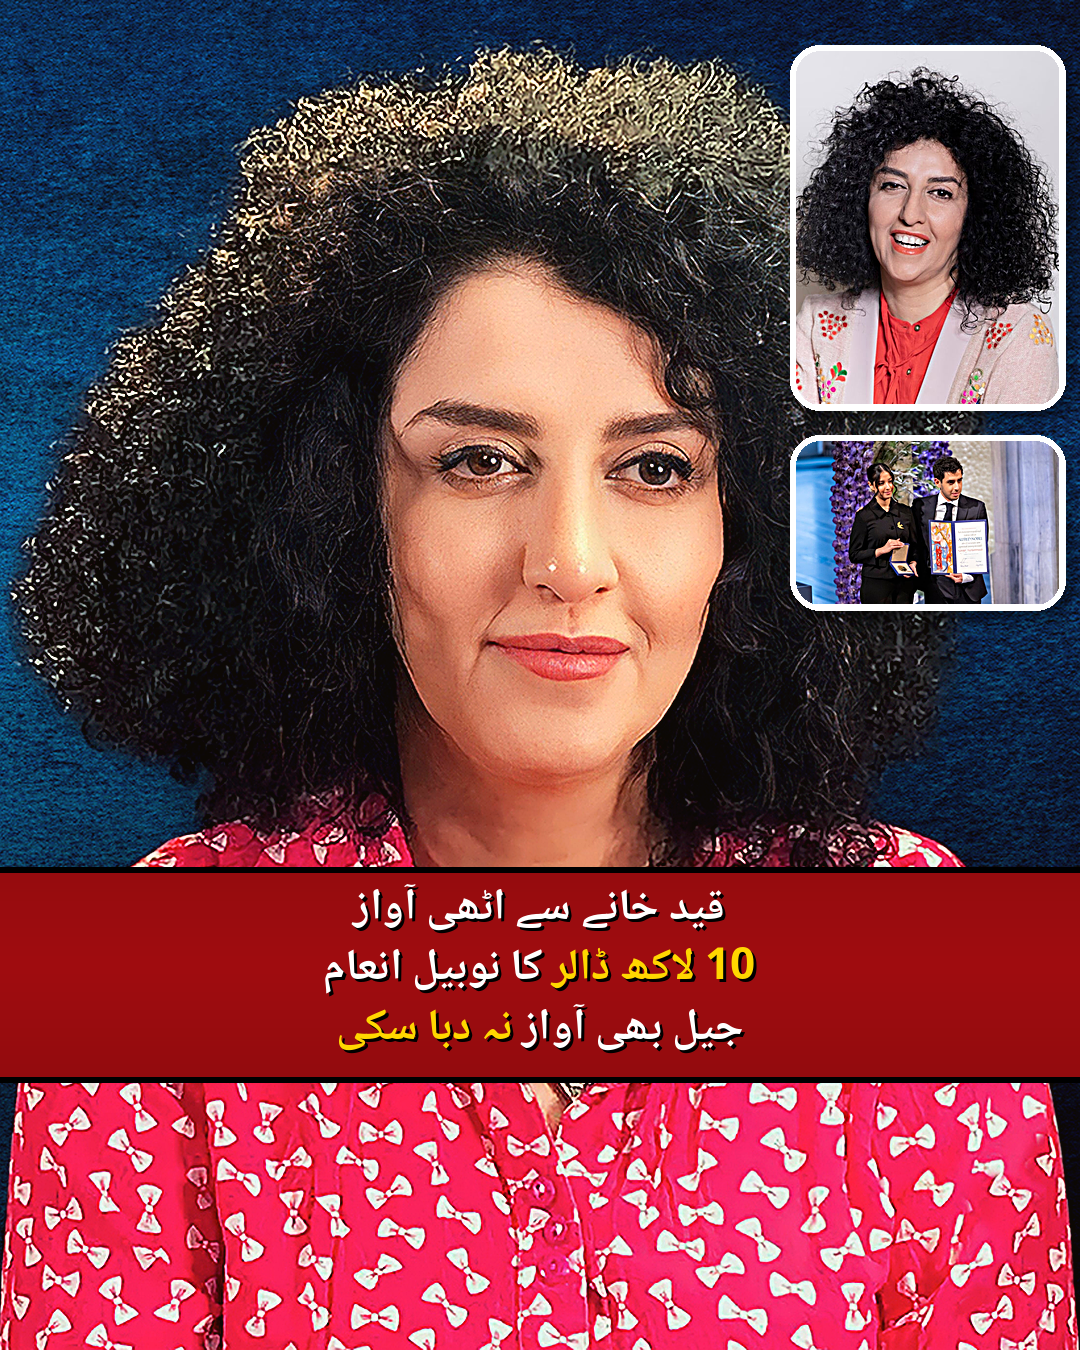 قید خانے سے اٹھی آواز
10 لاکھ ڈالر کا نوبیل انعام
جیل بھی آواز نہ دبا سکی